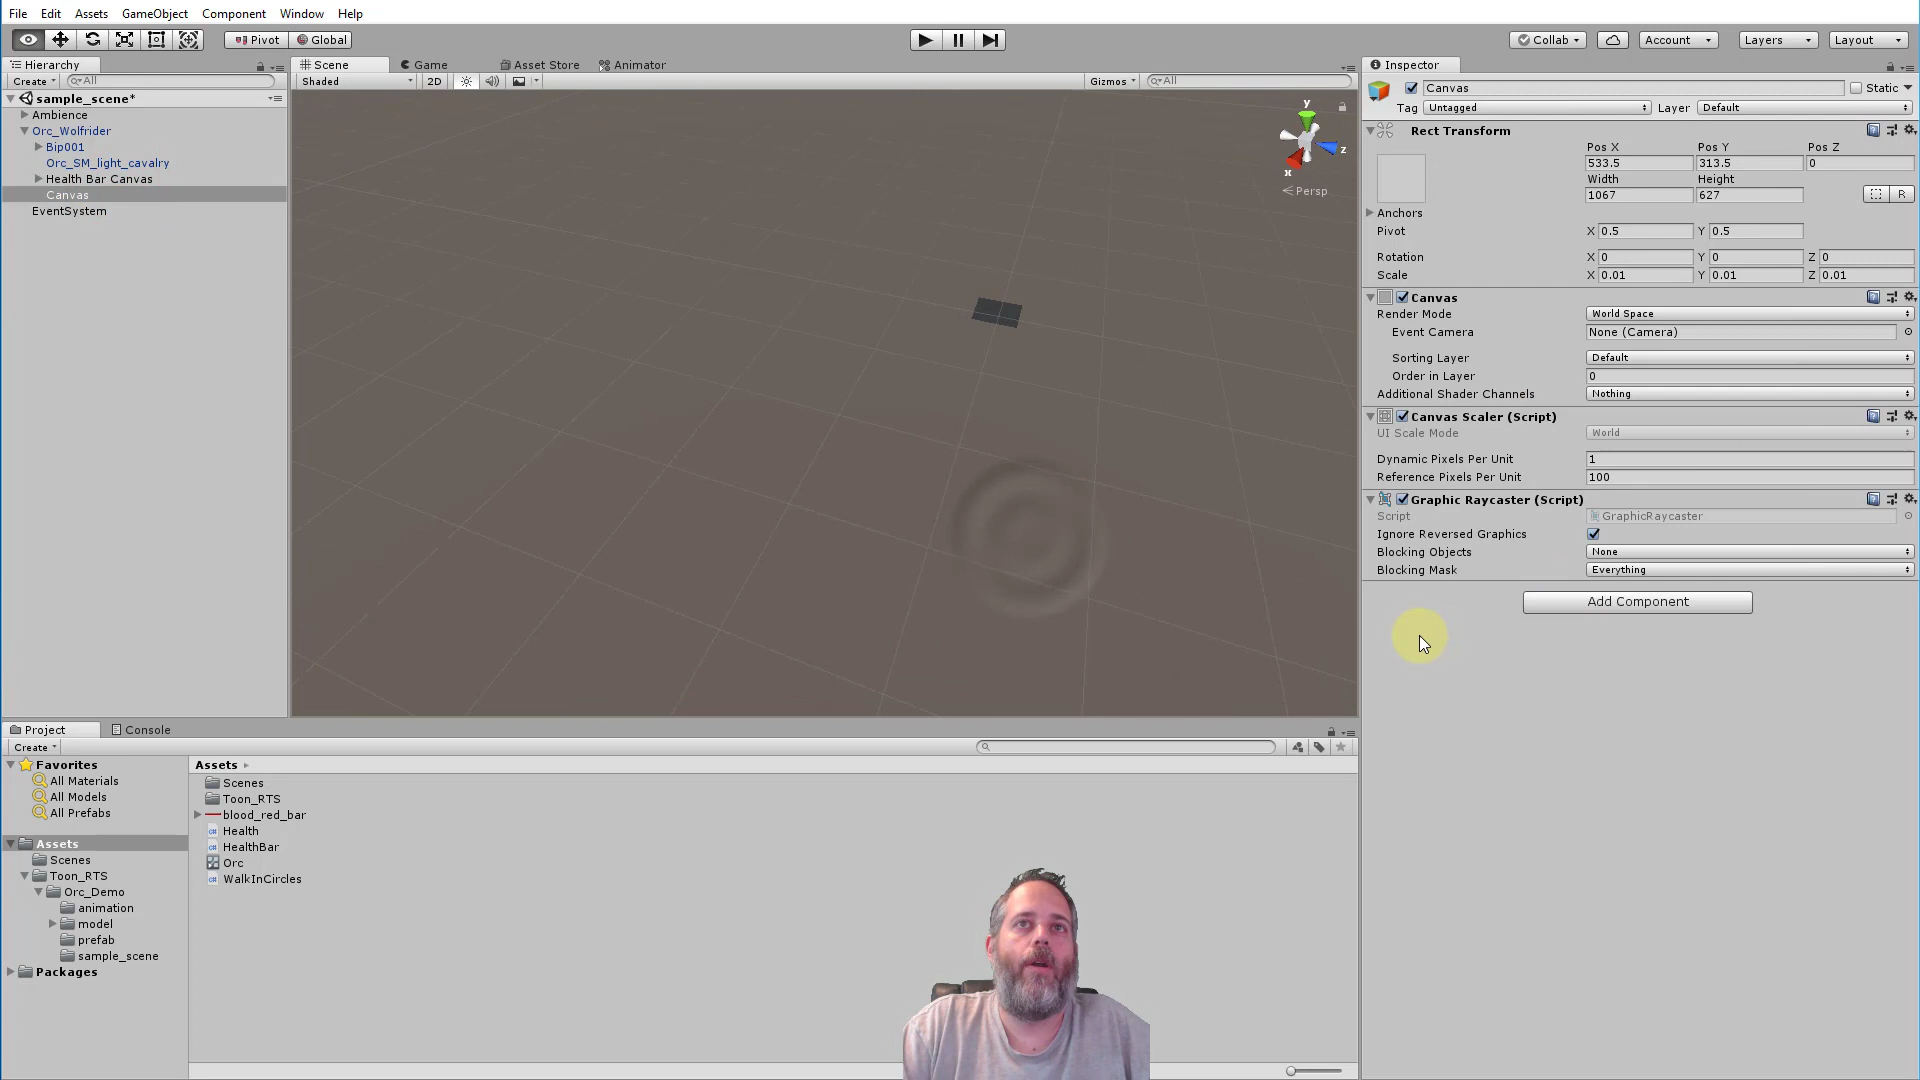 File Edit Assets GameObject Component Window Help
Pivot Global Collab Account Layers Layout
Hierarchy
Create All
sample_scene*
Ambience
Orc_Wolfrider
Bip001
Orc_SM_light_cavalry
Health Bar Canvas
Canvas
EventSystem
Scene Game Asset Store Animator
Shaded 2D Gizmos All
y
z
x
Persp
Inspector
Canvas Static
Tag Untagged Layer Default
Rect Transform
Pos X Pos Y Pos Z
533.5 313.5 0
Width Height
1067 627 R
Anchors
Pivot X 0.5 Y 0.5
Rotation X 0 Y 0 Z 0
Scale X 0.01 Y 0.01 Z 0.01
Canvas
Render Mode World Space
Event Camera None (Camera)
Sorting Layer Default
Order in Layer 0
Additional Shader Channels Nothing
Canvas Scaler (Script)
UI Scale Mode World
Dynamic Pixels Per Unit 1
Reference Pixels Per Unit 100
Graphic Raycaster (Script)
Script GraphicRaycaster
Ignore Reversed Graphics
Blocking Objects None
Blocking Mask Everything
Add Component
Project Console
Create
Favorites
All Materials
All Models
All Prefabs
Assets
Scenes
Toon_RTS
Orc_Demo
animation
model
prefab
sample_scene
Packages
Assets
Scenes
Toon_RTS
blood_red_bar
Health
HealthBar
Orc
WalkInCircles